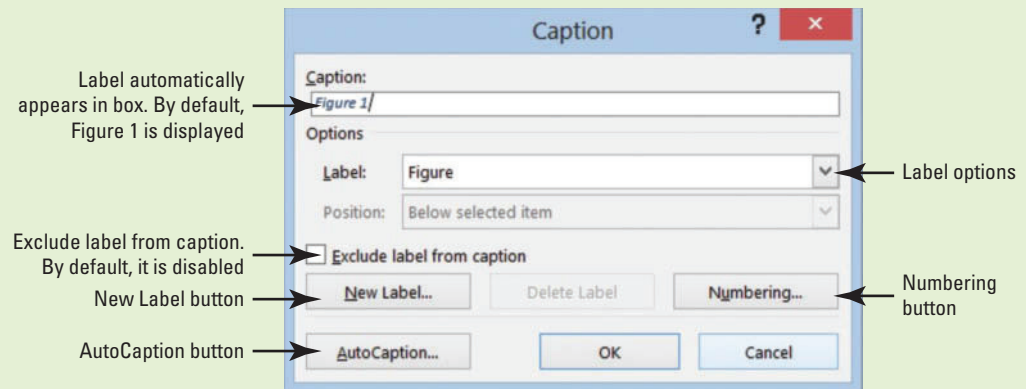 Caption
?
×
Label automatically
appears in box. By default,
Figure 1 is displayed
Caption:
Figure 1
Options
Label:
Figure
Label options
Position:
Below selected item
Exclude label from caption.
By default, it is disabled
Exclude label from caption
New Label button
New Label...
Delete Label
Numbering...
Numbering
button
AutoCaption button
AutoCaption...
OK
Cancel